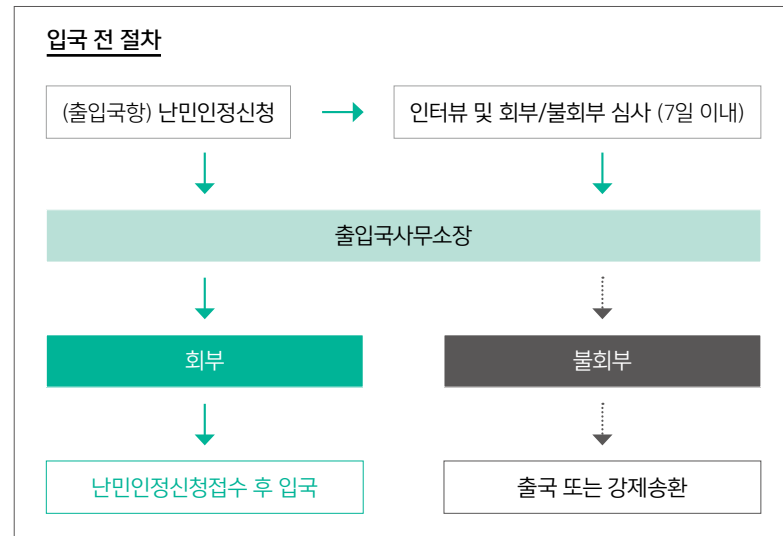 입국 전 절차
(출입국항) 난민인정신청
인터뷰 및 회부/불회부 심사 (7일 이내)
출입국사무소장
회부
불회부
난민인정신청접수 후 입국
출국 또는 강제송환